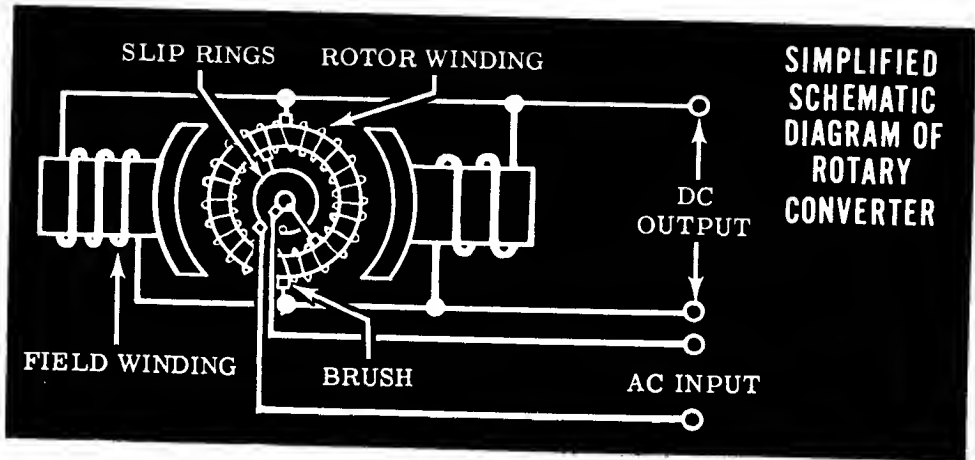 SLIP RINGS
ROTOR WINDING
SIMPLIFIED
SCHEMATIC
DIAGRAM OF
ROTARY
CONVERTER
DC
OUTPUT
FIELD WINDING
BRUSH
AC INPUT